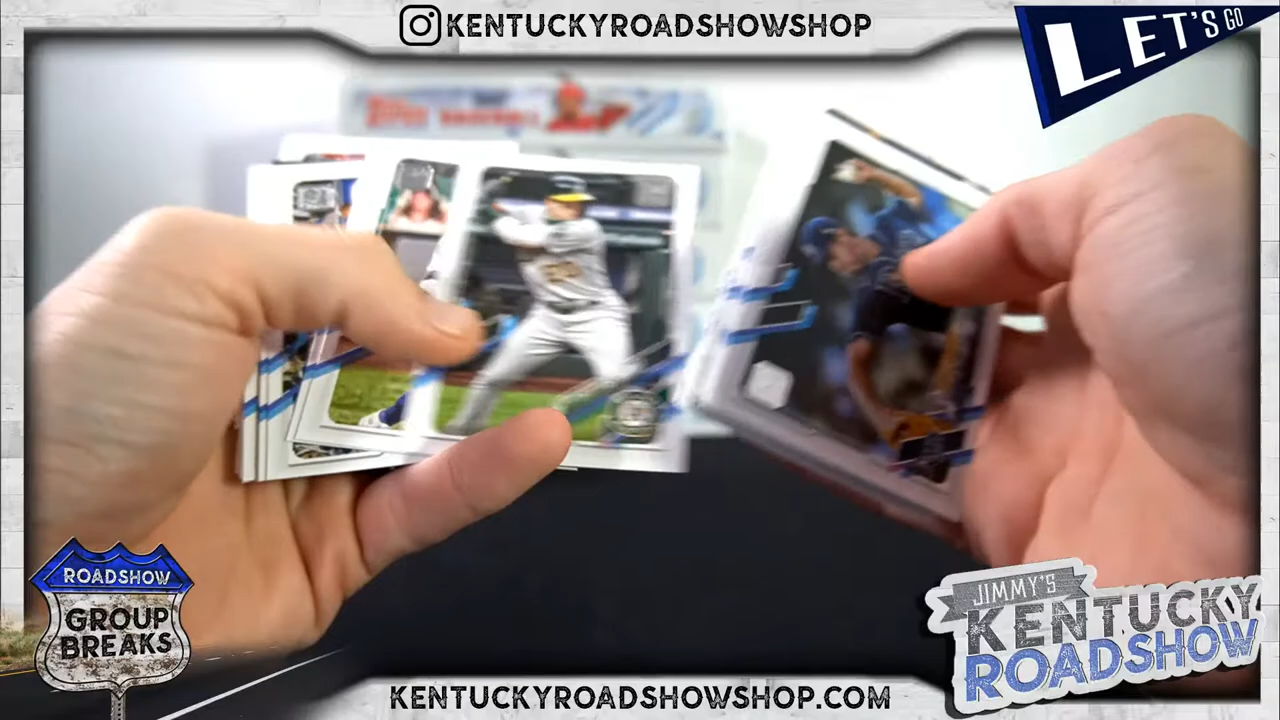 KENTUCKYROADSHOWSHOP
LET'S GO
ROADSHOW
GROUP
BREAKS
JIMMY'S
KENTUCKY
ROADSHOW
KENTUCKYROADSHOWSHOP.COM